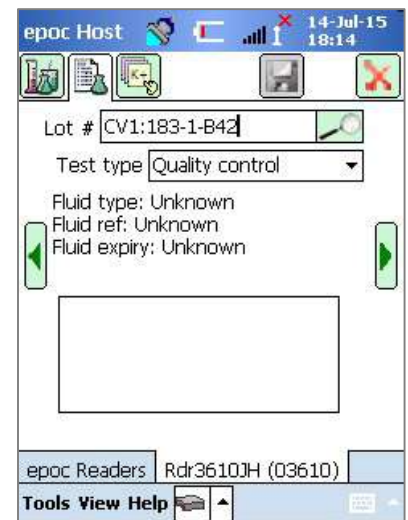 epoc Host 14-Jul-15
18:14
K+
Lot # CV1:183-1-B42
Test type Quality control
Fluid type: Unknown
Fluid ref: Unknown
Fluid expiry: Unknown
epoc Readers Rdr3610JH (03610)
Tools View Help